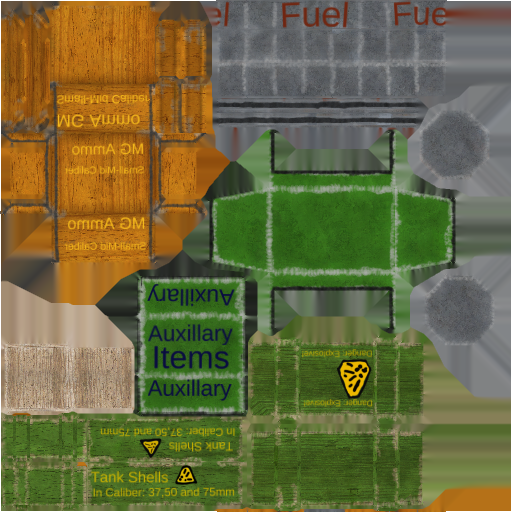 el Fuel Fue
Small-Mid Caliber
MG Ammo
MG Ammo
Small-Mid Caliber
MG Ammo
Small-Mid Caliber
Auxillary
Auxillary
Items
Auxillary
Danger Explosive!
Danger Explosive!
In Caliber: 37,50 and 75mm
Tank Shells
Tank Shells
In Caliber: 37,50 and 75mm